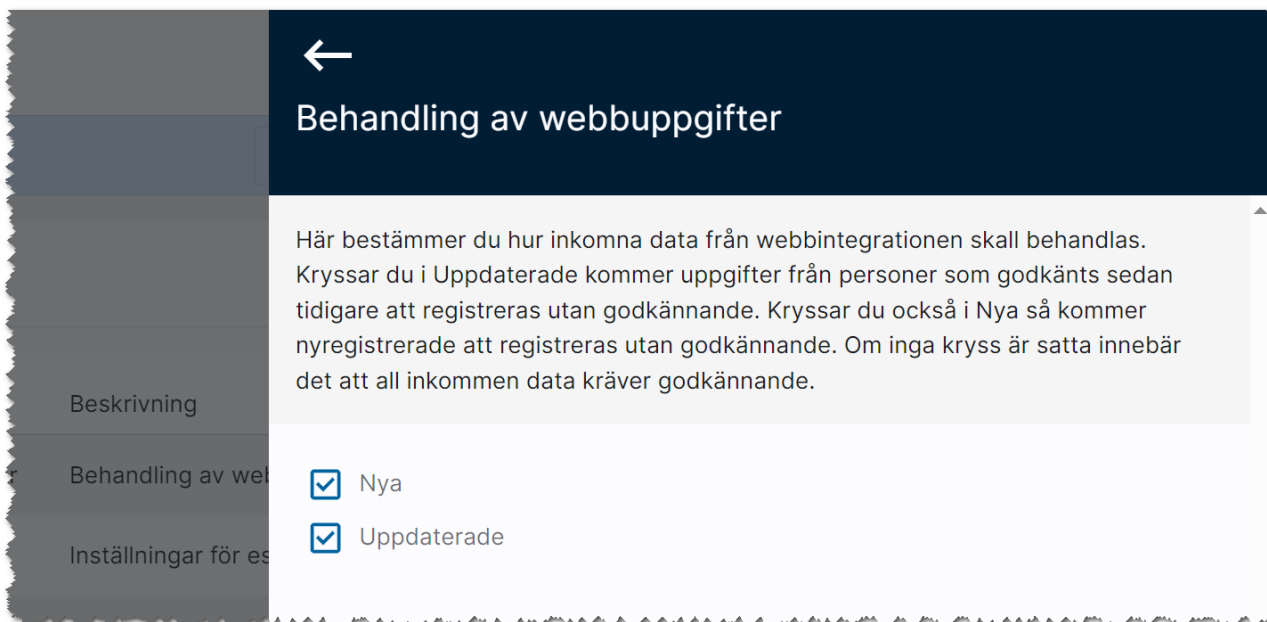 Behandling av webbuppgifter
Här bestämmer du hur inkomna data från webbintegrationen skall behandlas.
Kryssar du i Uppdaterade kommer uppgifter från personer som godkänts sedan
tidigare att registreras utan godkännande. Kryssar du också i Nya så kommer
nyregistrerade att registreras utan godkännande. Om inga kryss är satta innebär
det att all inkommen data kräver godkännande.
Beskrivning
Behandling av web
Inställningar för es
Nya
Uppdaterade